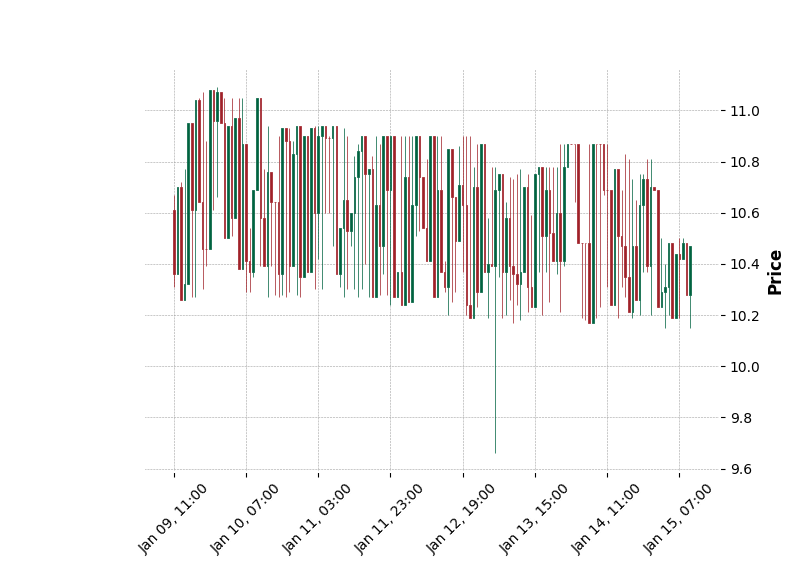 11.0
10.8
10.6
10.4
10.2
10.0
9.8
9.6
Price
Jan 09, 11:00
Jan 10, 07:00
Jan 11, 03:00
Jan 11, 23:00
Jan 12, 19:00
Jan 13, 15:00
Jan 14, 11:00
Jan 15, 07:00